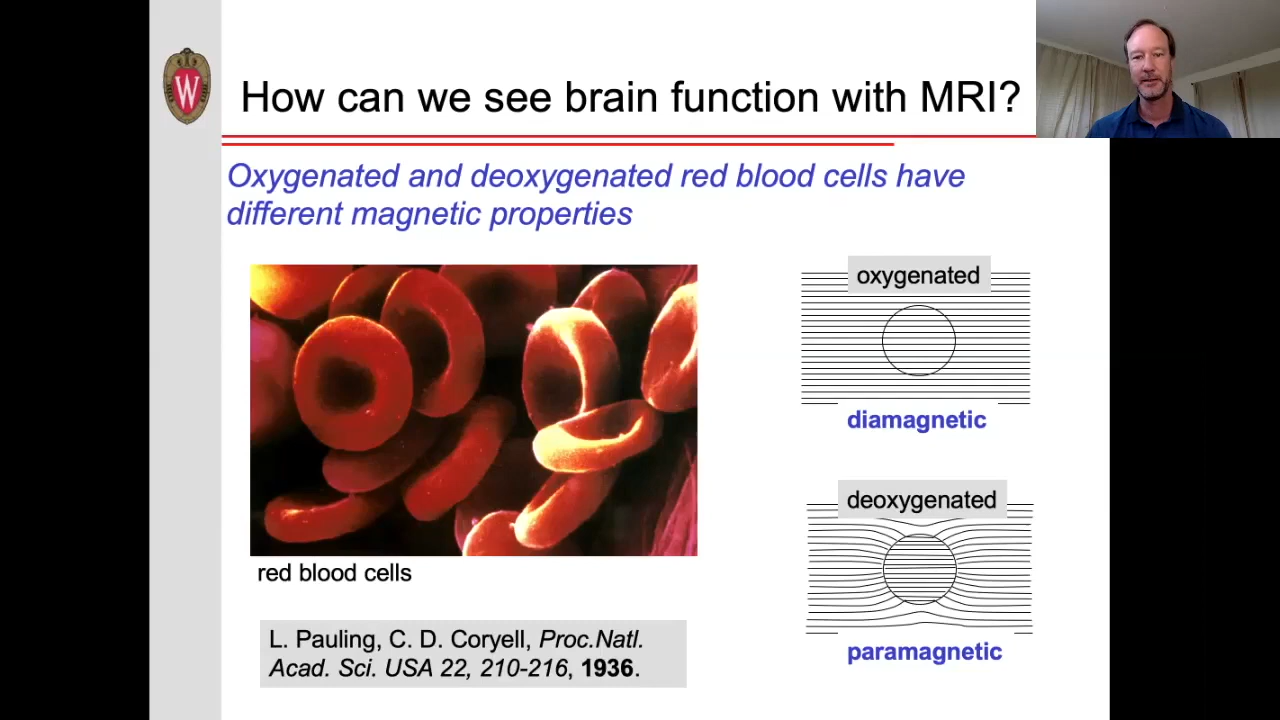 W
How can we see brain function with MRI?
Oxygenated and deoxygenated red blood cells have
different magnetic properties
oxygenated
diamagnetic
deoxygenated
paramagnetic
red blood cells
L. Pauling, C. D. Coryell, Proc.Natl.
Acad. Sci. USA 22, 210-216, 1936.